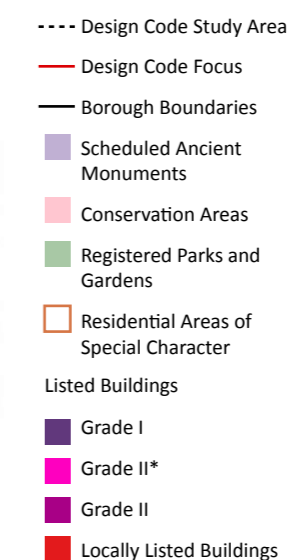 Design Code Study Area
Design Code Focus
Borough Boundaries
Scheduled Ancient
Monuments
Conservation Areas
Registered Parks and
Gardens
Residential Areas of
Special Character
Listed Buildings
Grade I
Grade II*
Grade II
Locally Listed Buildings